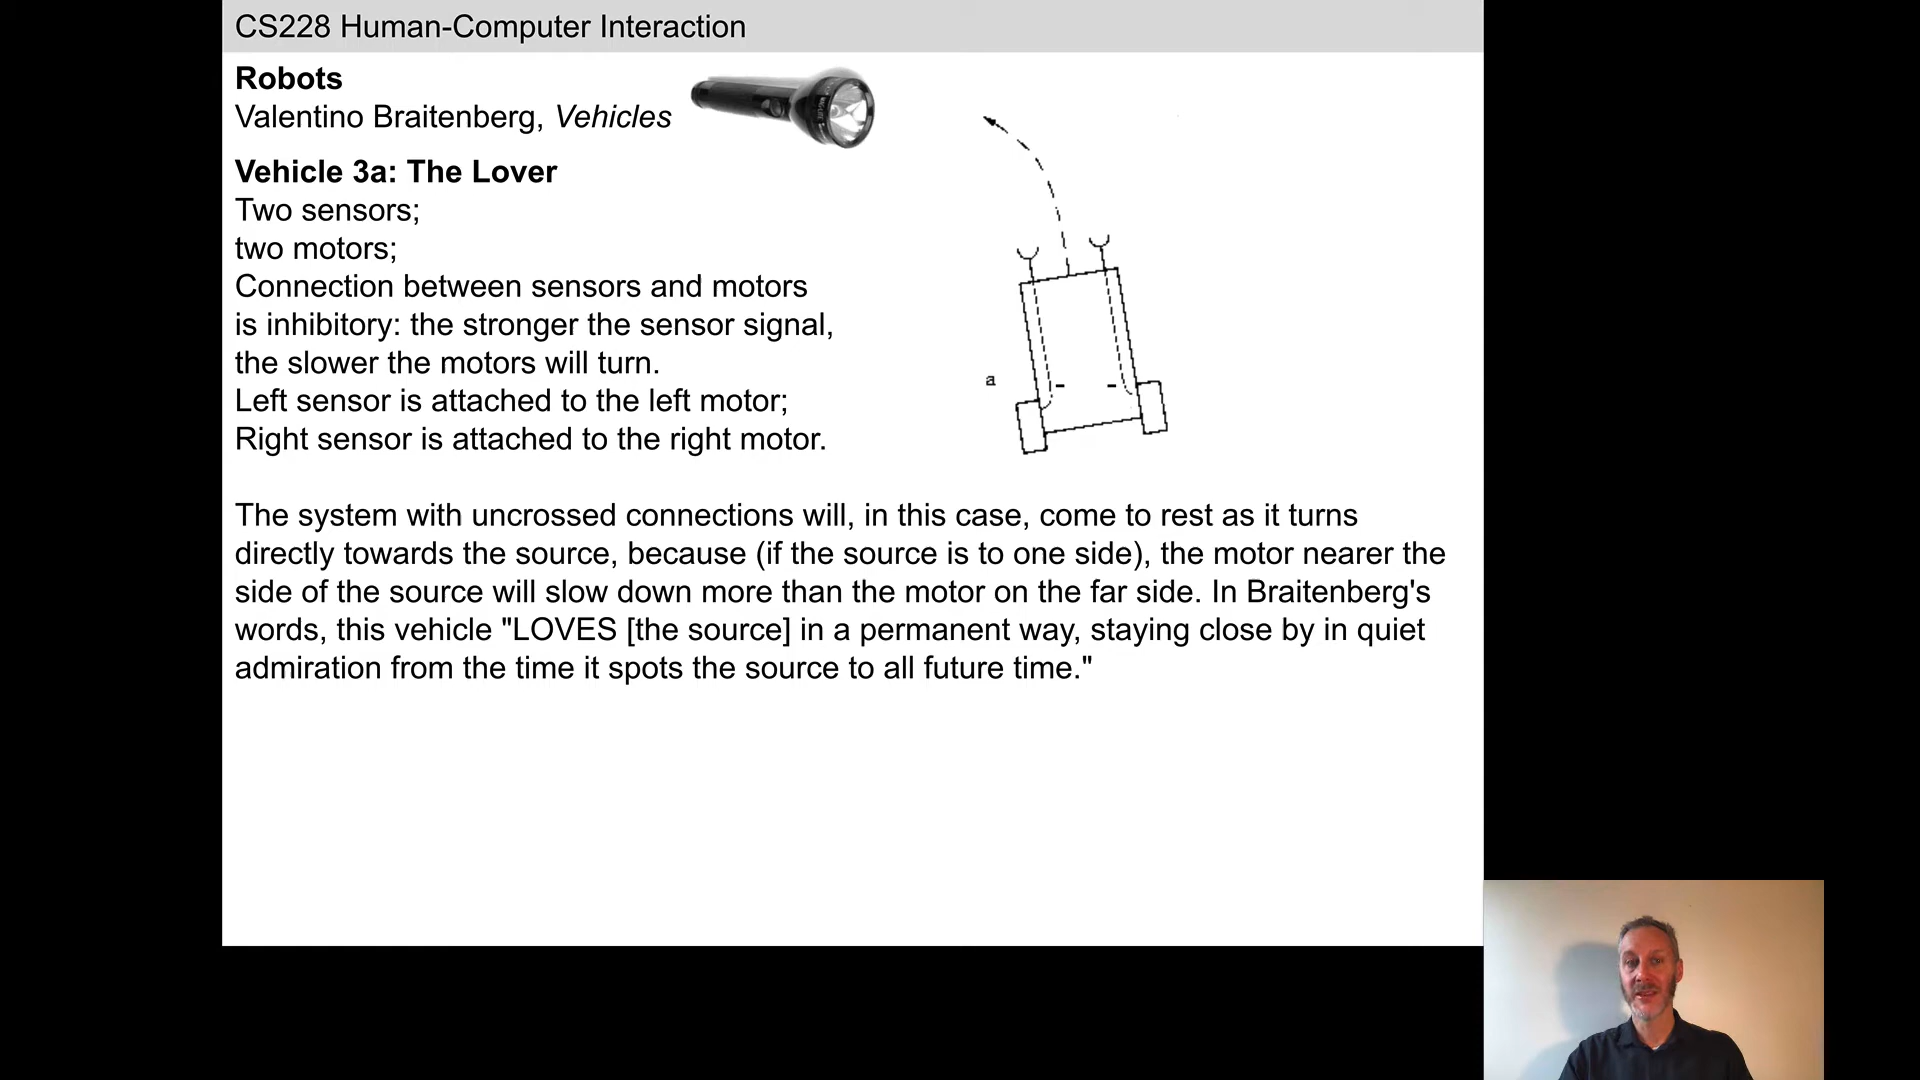 CS228 Human-Computer Interaction
Robots
Valentino Braitenberg, Vehicles
Vehicle 3a: The Lover
Two sensors;
two motors;
Connection between sensors and motors
is inhibitory: the stronger the sensor signal,
the slower the motors will turn.
Left sensor is attached to the left motor;
Right sensor is attached to the right motor.
a
The system with uncrossed connections will, in this case, come to rest as it turns
directly towards the source, because (if the source is to one side), the motor nearer the
side of the source will slow down more than the motor on the far side. In Braitenberg's
words, this vehicle "LOVES [the source] in a permanent way, staying close by in quiet
admiration from the time it spots the source to all future time."